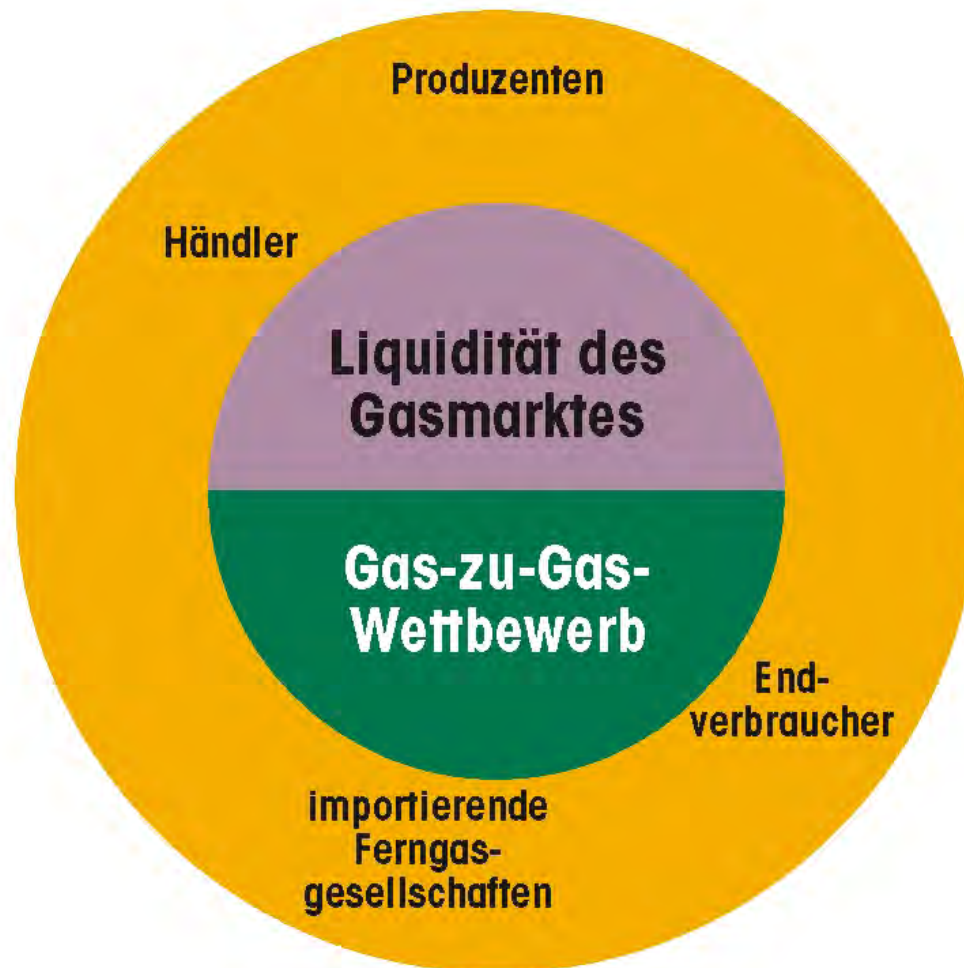 Produzenten
Händler
Liquidität des
Gasmarktes
Gas-zu-Gas-
Wettbewerb
End-
verbraucher
importierende
Ferngas-
gesellschaften